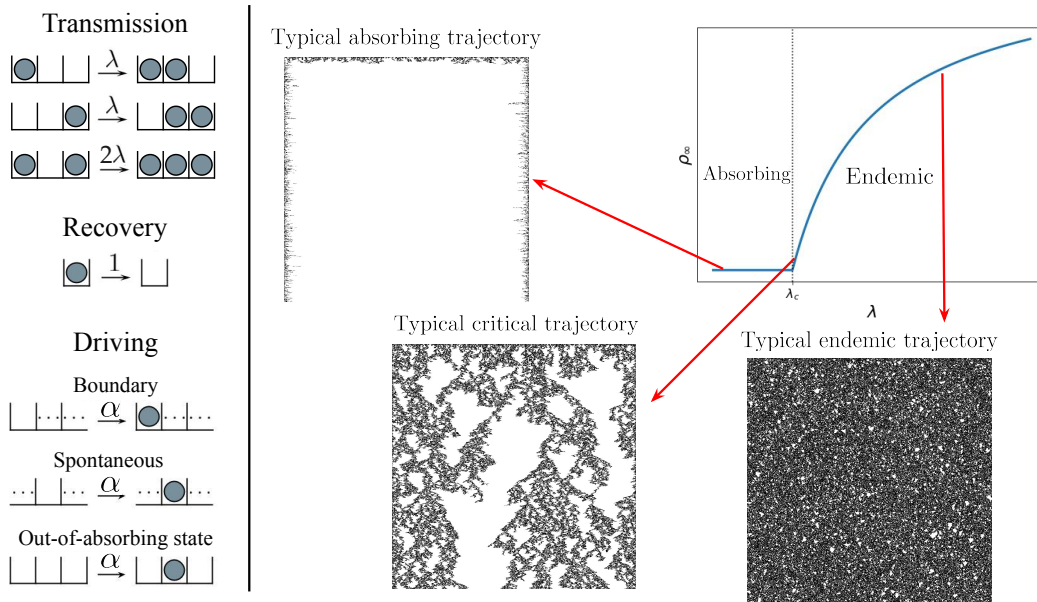 Transmission
λ
λ
2λ
Recovery
1
Driving
Boundary
α
Spontaneous
α
Out-of-absorbing state
α
Typical absorbing trajectory
ρ∞
Absorbing
Endemic
λc
λ
Typical critical trajectory
Typical endemic trajectory